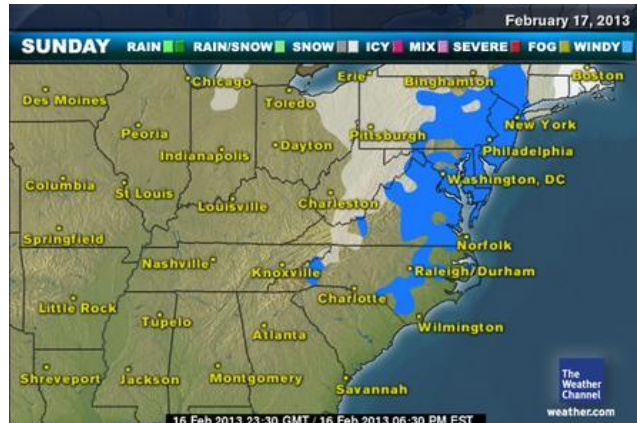 February 17, 2013
SUNDAY RAIN RAIN/SNOW SNOW ICY MIX SEVERE FOG WINDY
Chicago Erie Binghamton Boston
Des Moines Toledo
New York
Peoria Pittsburgh
Indianapolis Dayton Philadelphia
Columbia St Louis Washington, DC
Louisville Charleston
Springfield Norfolk
Nashville Knoxville Raleigh/Durham
Little Rock Charlotte
Tupelo Atlanta Wilmington
Shreveport Jackson Montgomery
Savannah
The
Weather
Channel
weather.com
16 Feb 2013 23:30 GMT / 16 Feb 2013 06:30 PM EST